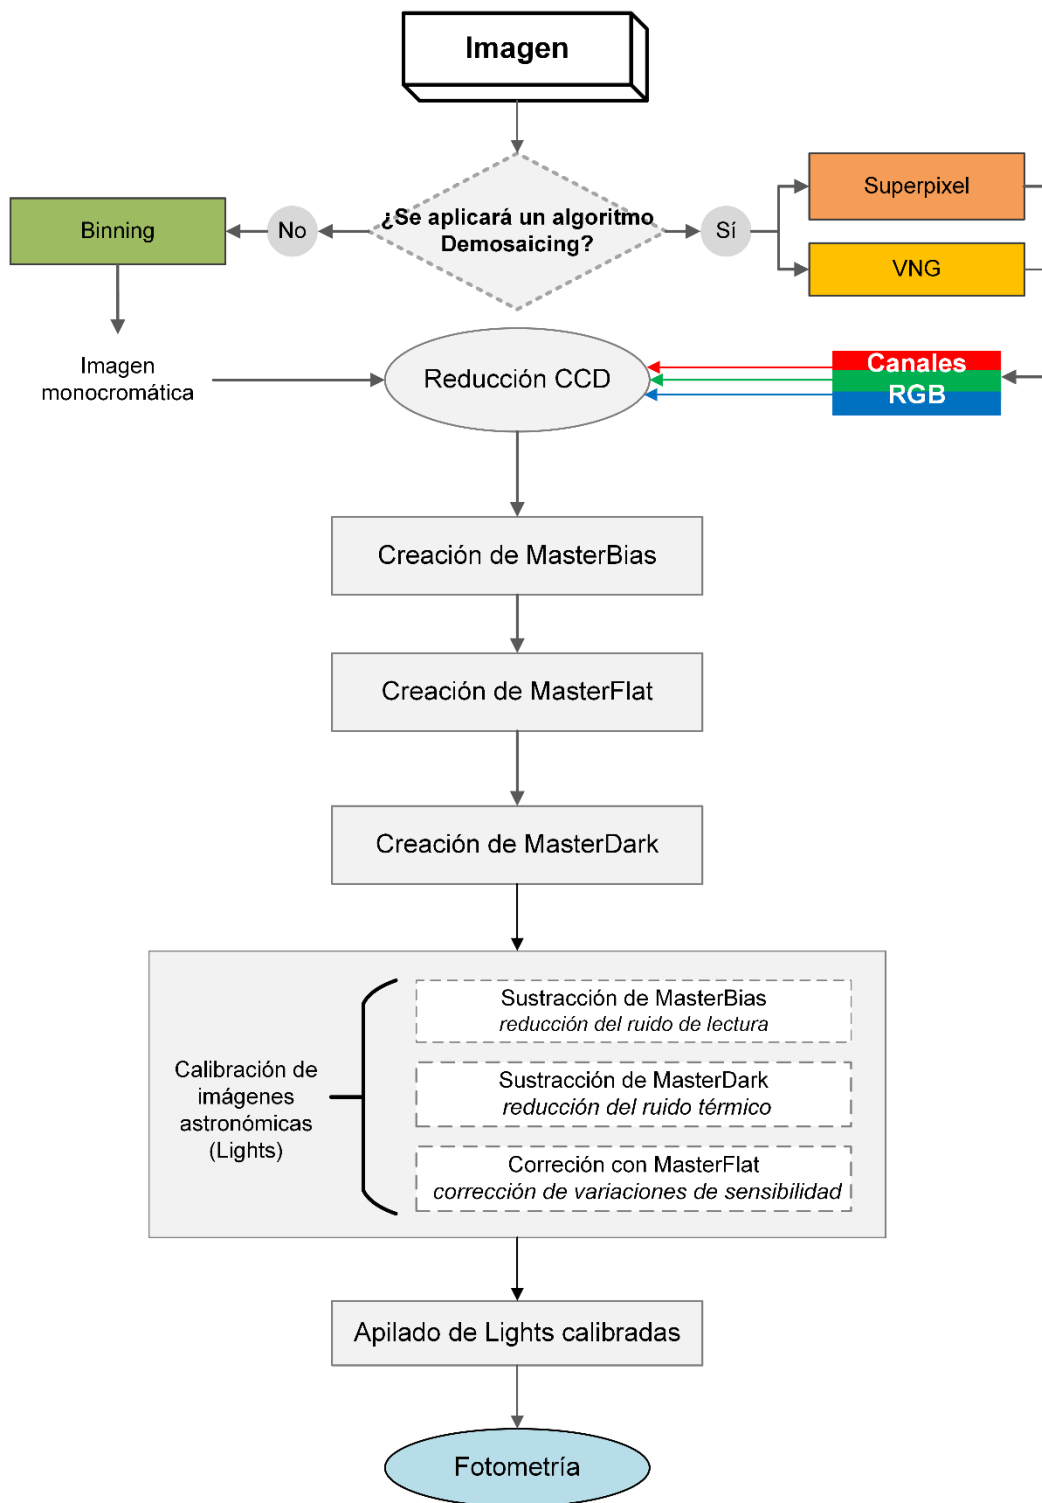 Imagen
¿Se aplicará un algoritmo
Demosaicing?
No
Sí
Binning
Superpixel
VNG
Imagen
monocromática
Reducción CCD
Canales
RGB
Creación de MasterBias
Creación de MasterFlat
Creación de MasterDark
Calibración de
imágenes
astronómicas
(Lights)
Sustracción de MasterBias
reducción del ruido de lectura
Sustracción de MasterDark
reducción del ruido térmico
Correción con MasterFlat
corrección de variaciones de sensibilidad
Apilado de Lights calibradas
Fotometría